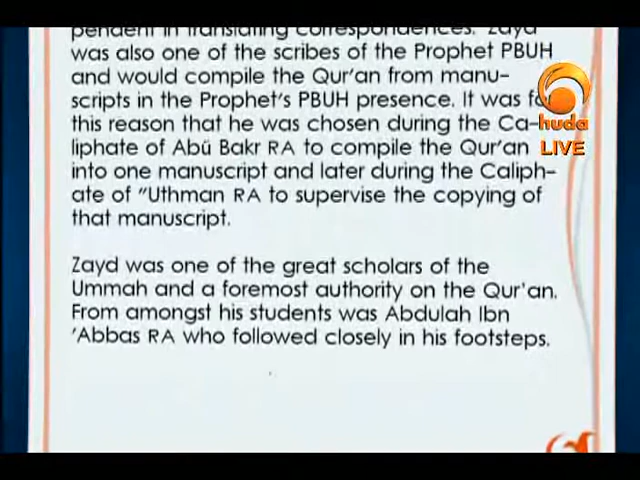 pendent in translating correspondences. Zayd
was also one of the scribes of the Prophet PBUH
and would compile the Qur'an from manu-
scripts in the Prophet's PBUH presence. It was for
this reason that he was chosen during the Ca-
liphate of Abū Bakr RA to compile the Qur'an
into one manuscript and later during the Caliph-
ate of "Uthman RA to supervise the copying of
that manuscript.
Zayd was one of the great scholars of the
Ummah and a foremost authority on the Qur'an.
From amongst his students was Abdulah Ibn
'Abbas RA who followed closely in his footsteps.
huda
LIVE